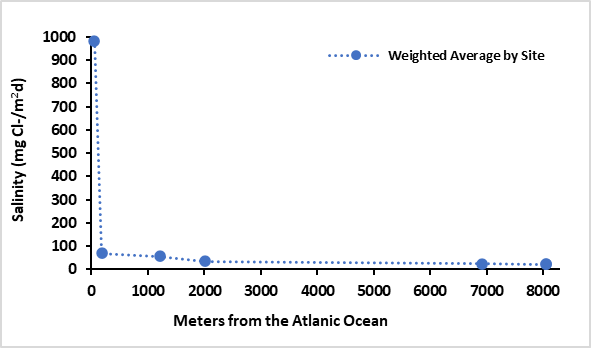 1000
900
800
700
600
500
400
300
200
100
0
Salinity (mg Cl-/m²d)
Weighted Average by Site
0 1000 2000 3000 4000 5000 6000 7000 8000
Meters from the Atlanic Ocean